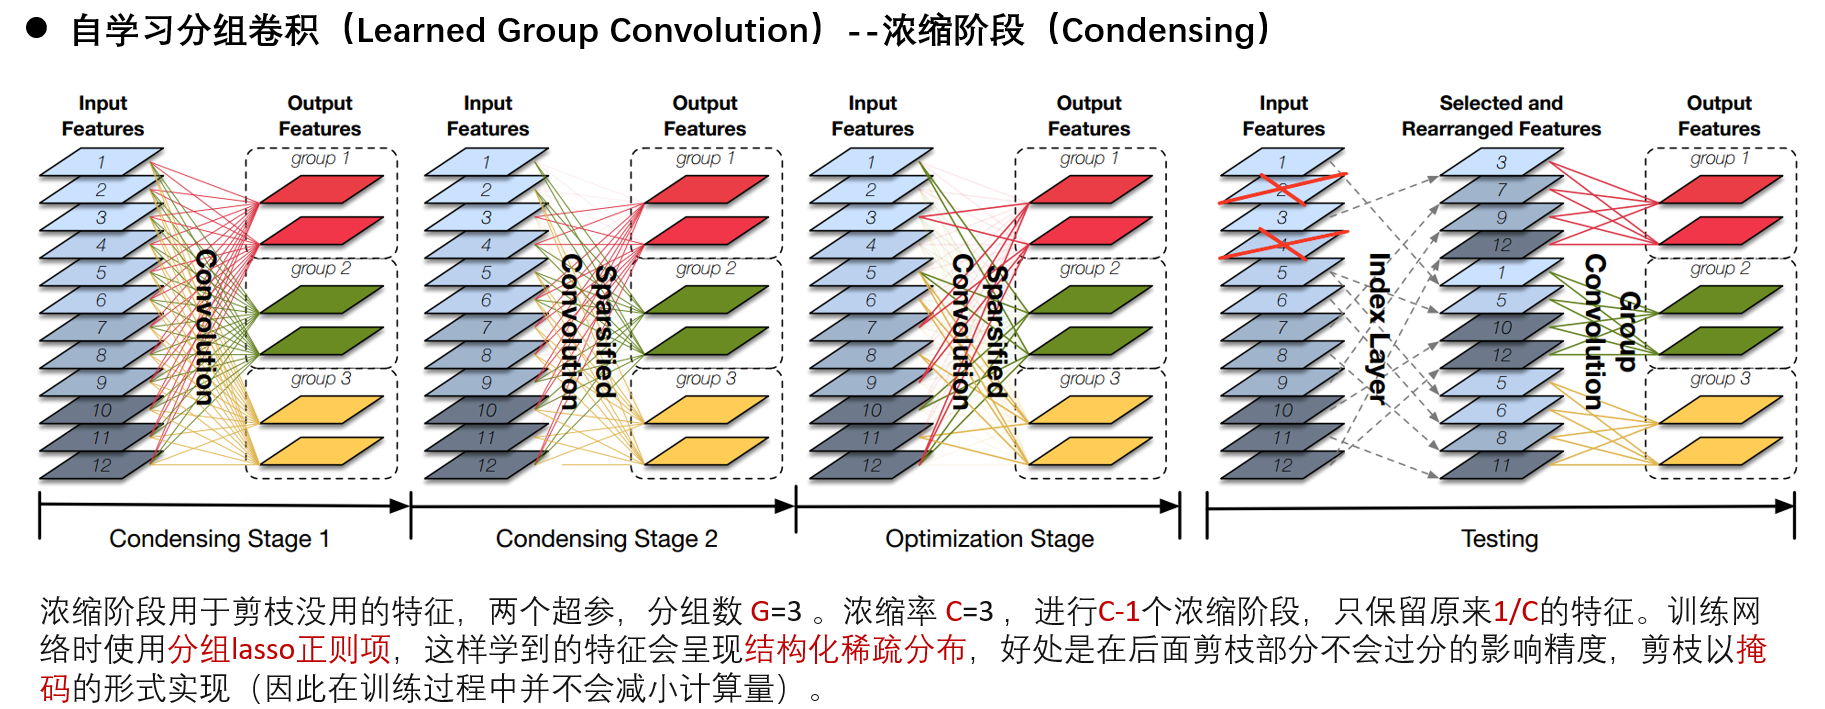 ● 自学习分组卷积（Learned Group Convolution）--浓缩阶段（Condensing）
Input Features
Output Features
1
2
3
4
5
6
7
8
9
10
11
12
Convolution
group 1
group 2
group 3
Condensing Stage 1
Input Features
Output Features
1
2
3
4
5
6
7
8
9
10
11
12
Sparsified
Convolution
group 1
group 2
group 3
Condensing Stage 2
Input Features
Output Features
1
2
3
4
5
6
7
8
9
10
11
12
Sparsified
Convolution
group 1
group 2
group 3
Optimization Stage
Input Features
Selected and Rearranged Features
Output Features
1
2
3
4
5
6
7
8
9
10
11
12
Index Layer
3
7
9
12
1
5
10
12
5
6
8
11
Group
Convolution
group 1
group 2
group 3
Testing
浓缩阶段用于剪枝没用的特征，两个超参，分组数 G=3 。浓缩率 C=3 ，进行C-1个浓缩阶段，只保留原来1/C的特征。训练网
络时使用分组lasso正则项，这样学到的特征会呈现结构化稀疏分布，好处是在后面剪枝部分不会过分的影响精度，剪枝以掩
码的形式实现（因此在训练过程中并不会减小计算量）。